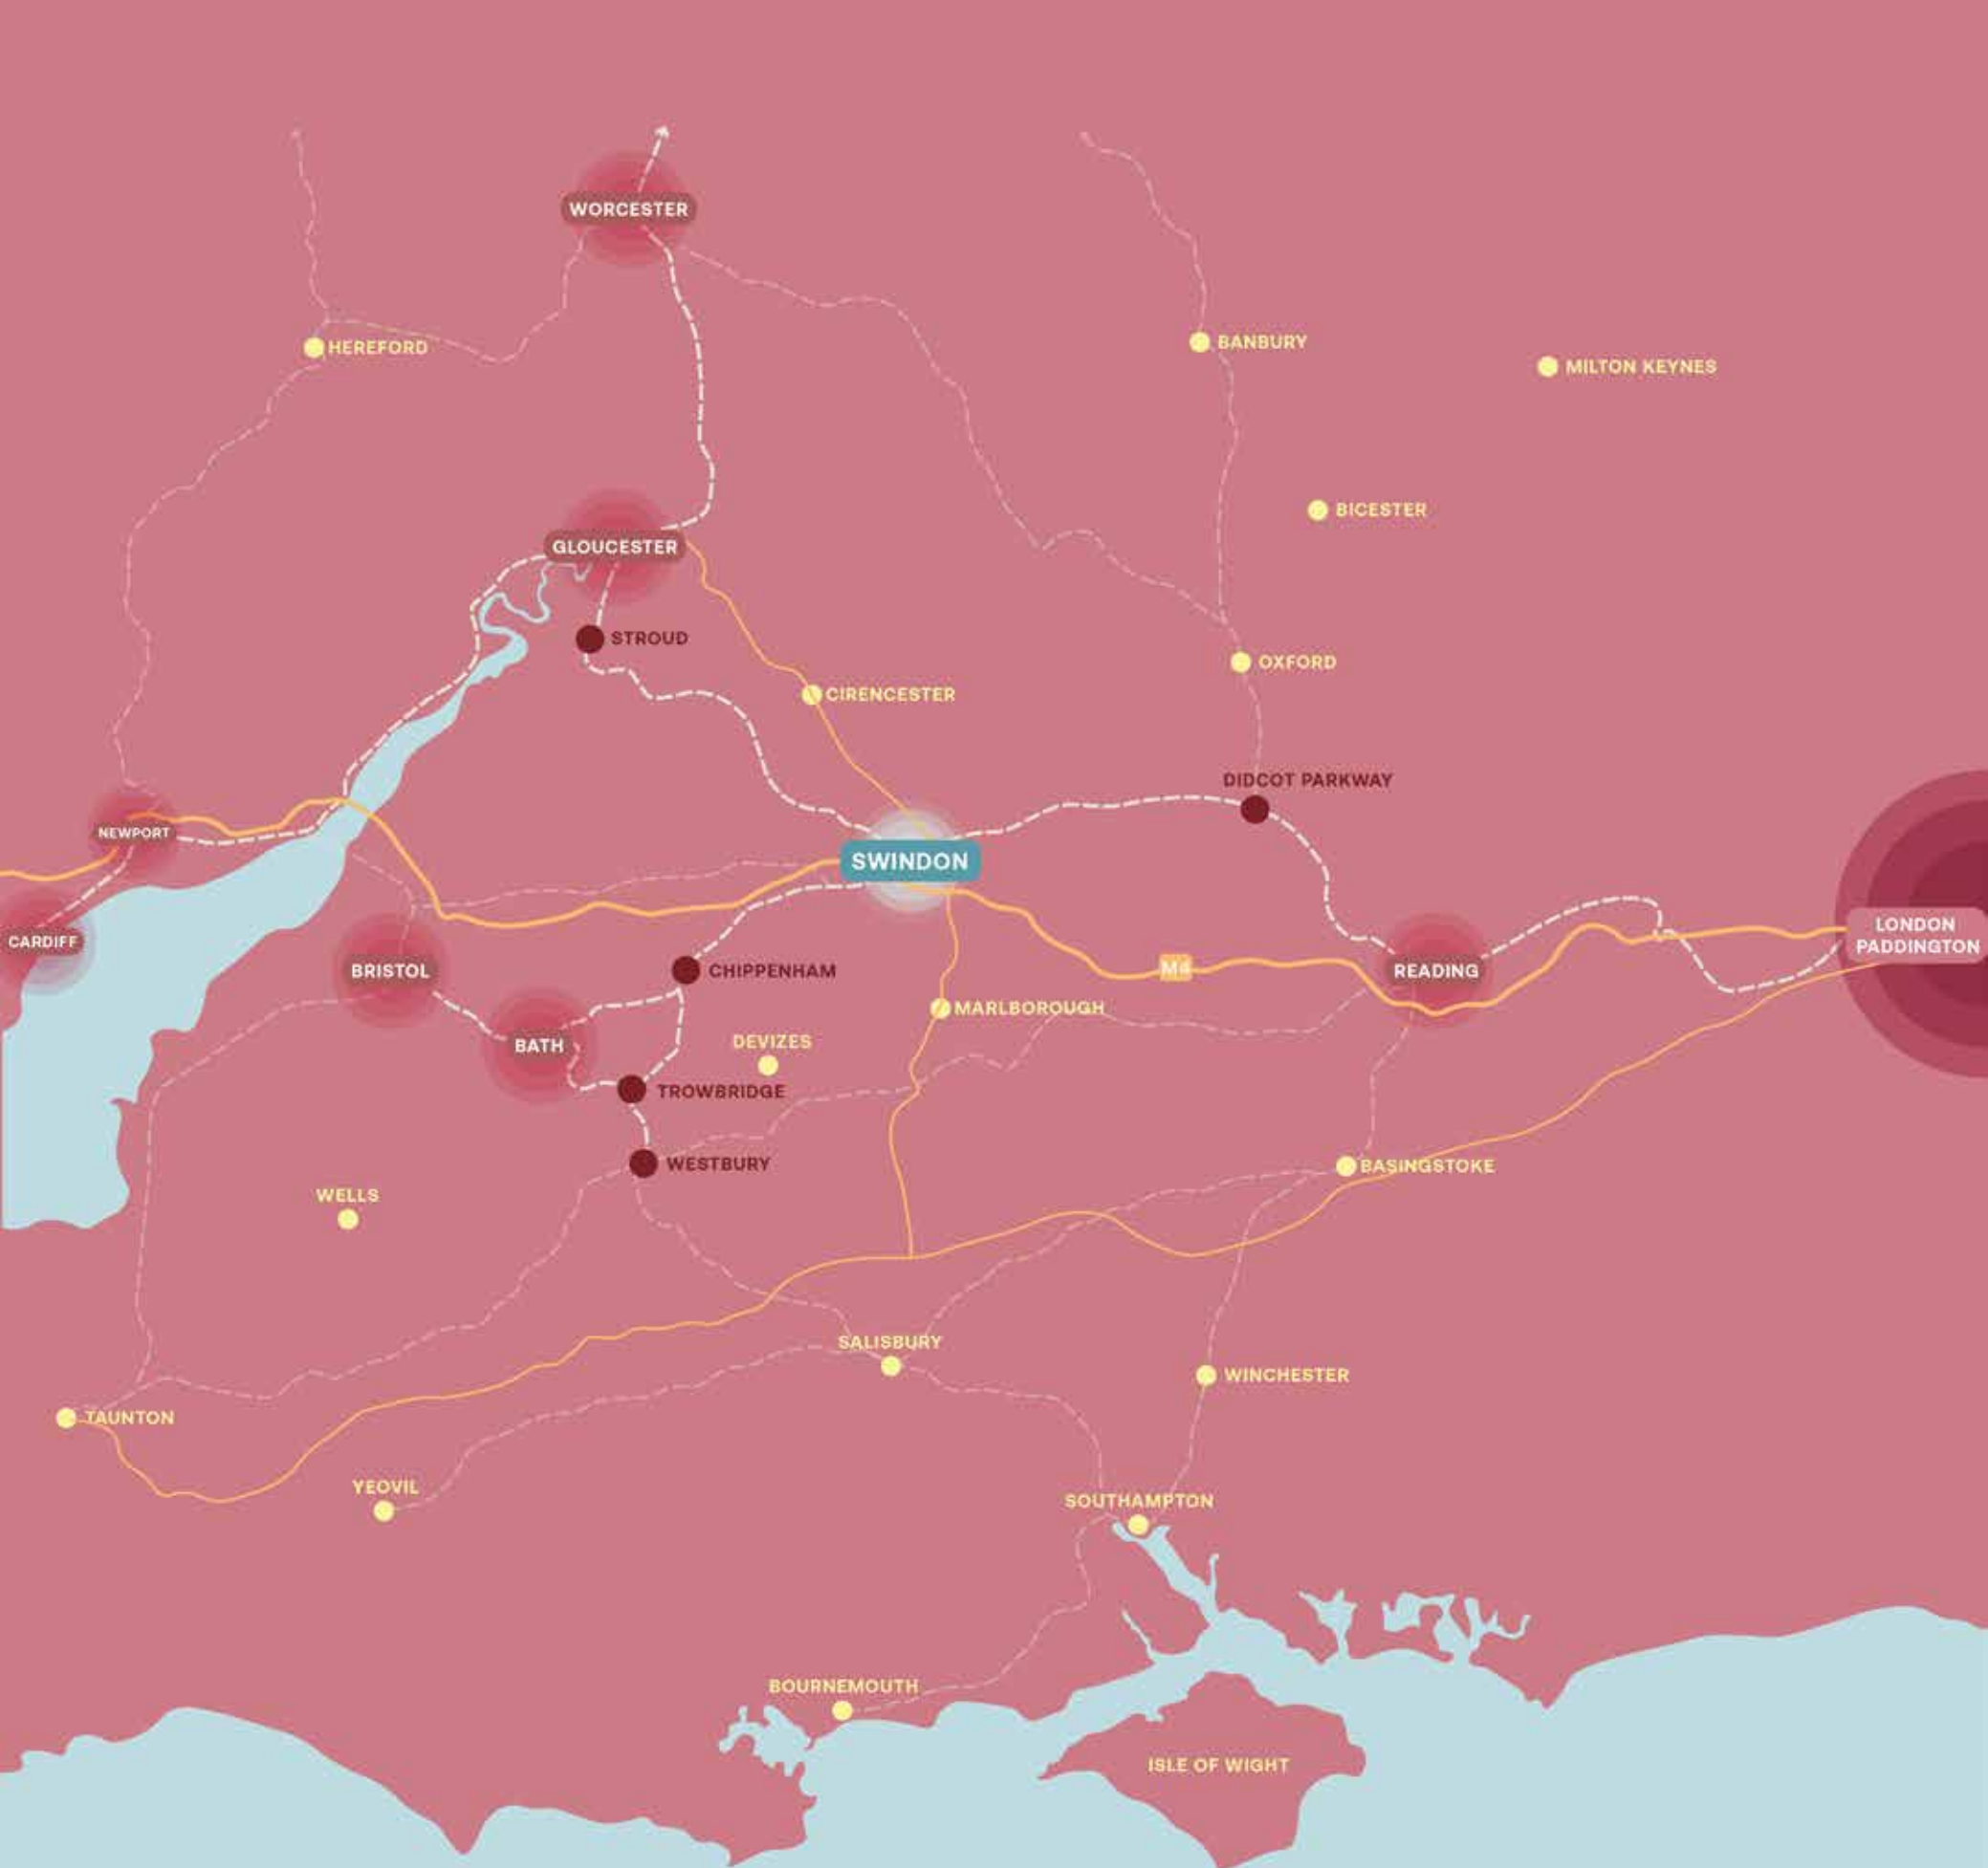 WORCESTER
BANBURY
HEREFORD
MILTON KEYNES
BICESTER
GLOUCESTER
STROUD
OXFORD
CIRENCESTER
DIDCOT PARKWAY
NEWPORT
SWINDON
LONDON
PADDINGTON
CARDIFF
BRISTOL
CHIPPENHAM
M4
READING
MARLBOROUGH
BATH
DEVIZES
TROWBRIDGE
WESTBURY
BASINGSTOKE
WELLS
SALISBURY
WINCHESTER
TAUNTON
YEOVIL
SOUTHAMPTON
BOURNEMOUTH
ISLE OF WIGHT